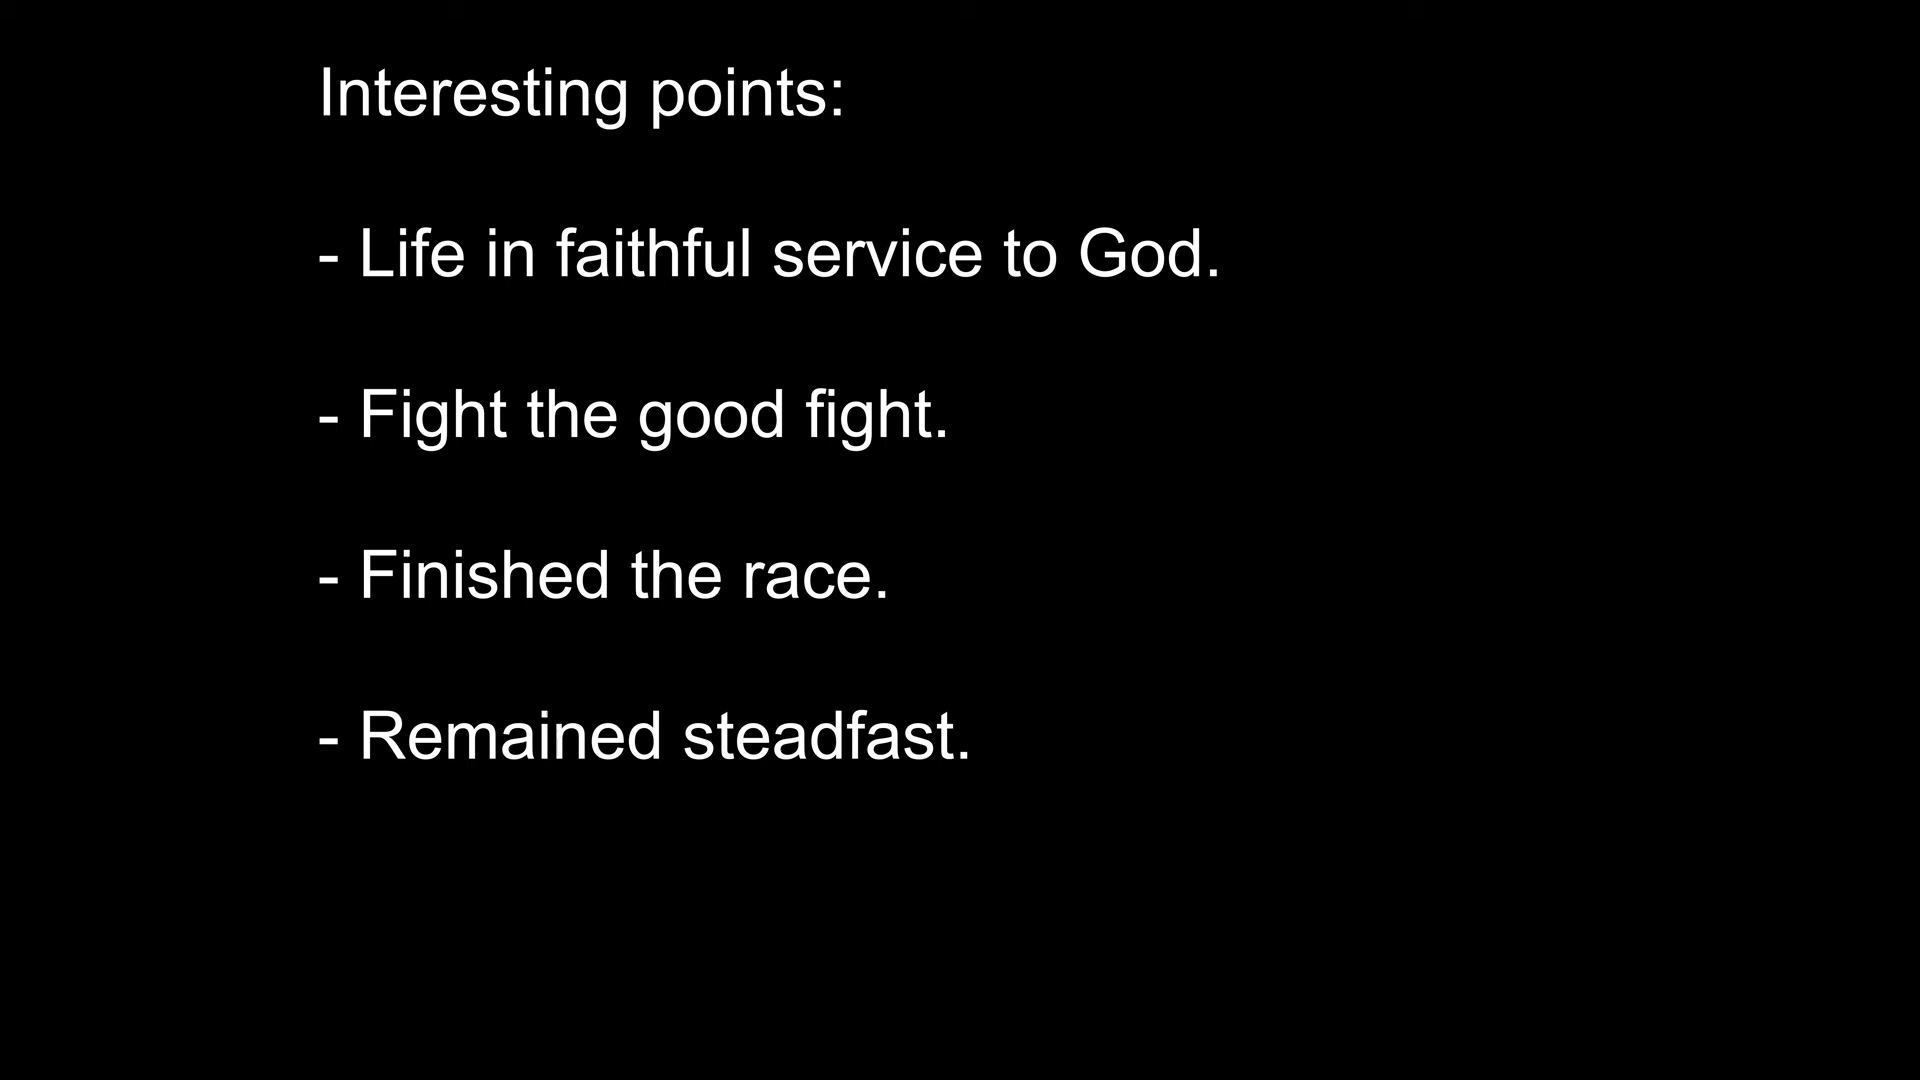 Interesting points:
- Life in faithful service to God.
- Fight the good fight.
- Finished the race.
- Remained steadfast.